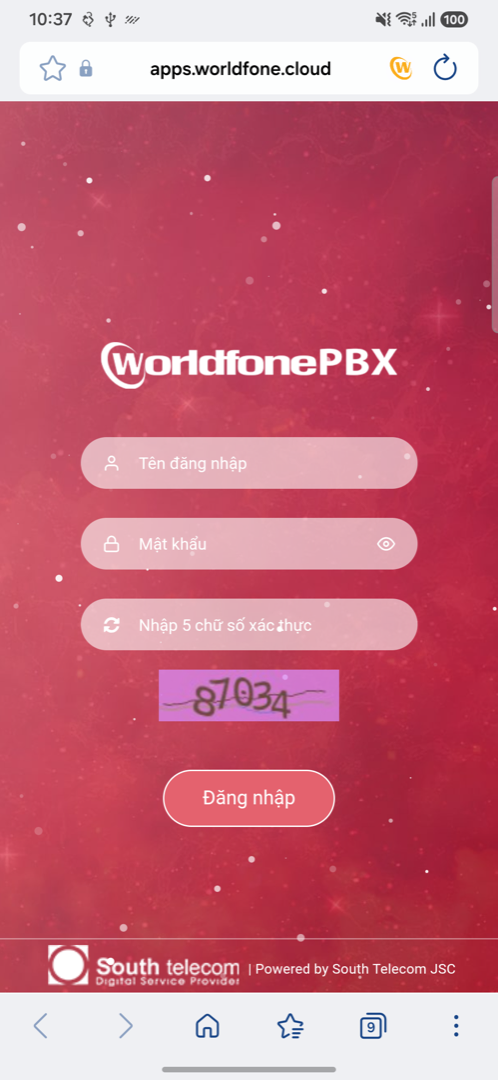 10:37
100
apps.worldfone.cloud
WorldfonePBX
Tên đăng nhập
Mật khẩu
Nhập 5 chữ số xác thực
87034
Đăng nhập
South telecom | Powered by South Telecom JSC
Digital Service Provider
9